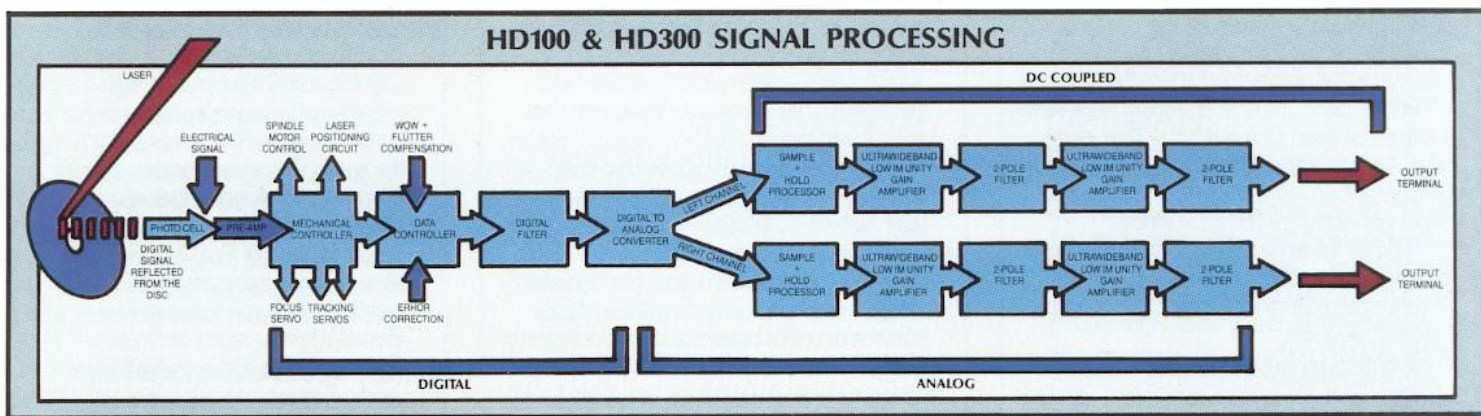 HD100 & HD300 SIGNAL PROCESSING
LASER
DC COUPLED
ELECTRICAL
SIGNAL
SPINDLE
MOTOR
CONTROL
LASER
POSITIONING
CIRCUIT
WOW +
FLUTTER
COMPENSATION
PHOTO CELL
PRE-AMP
MECHANICAL
CONTROLLER
DATA
CONTROLLER
DIGITAL
FILTER
DIGITAL TO
ANALOG
CONVERTER
DIGITAL
SIGNAL
REFLECTED
FROM THE
DISC
FOCUS
SERVO
TRACKING
SERVOS
ERROR
CORRECTION
LEFT CHANNEL
SAMPLE
+
HOLD
PROCESSOR
ULTRAWIDEBAND
LOW IM UNITY
GAIN
AMPLIFIER
2-POLE
FILTER
ULTRAWIDEBAND
LOW IM UNITY
GAIN
AMPLIFIER
2-POLE
FILTER
OUTPUT
TERMINAL
RIGHT CHANNEL
SAMPLE
+
HOLD
PROCESSOR
ULTRAWIDEBAND
LOW IM UNITY
GAIN
AMPLIFIER
2-POLE
FILTER
ULTRAWIDEBAND
LOW IM UNITY
GAIN
AMPLIFIER
2-POLE
FILTER
OUTPUT
TERMINAL
DIGITAL
ANALOG